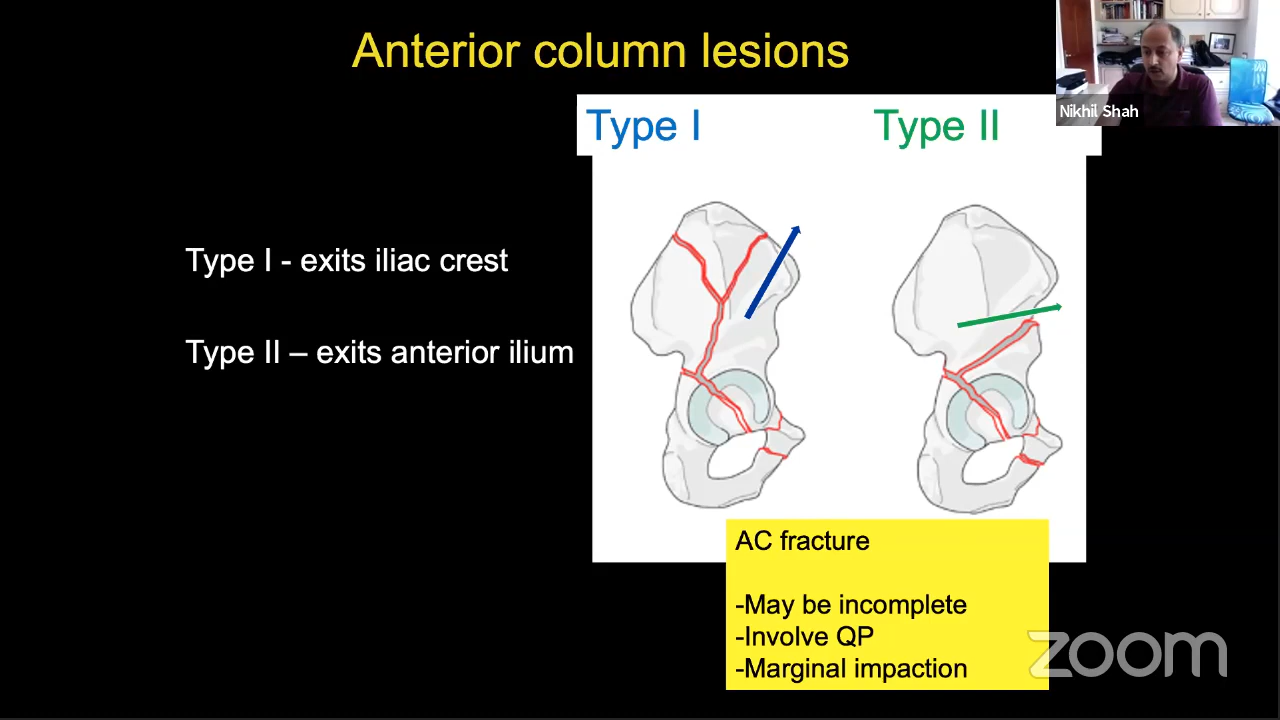 Anterior column lesions
Nikhil Shah
Type I
Type II
Type I - exits iliac crest
Type II – exits anterior ilium
AC fracture
-May be incomplete
-Involve QP
-Marginal impaction
zoom